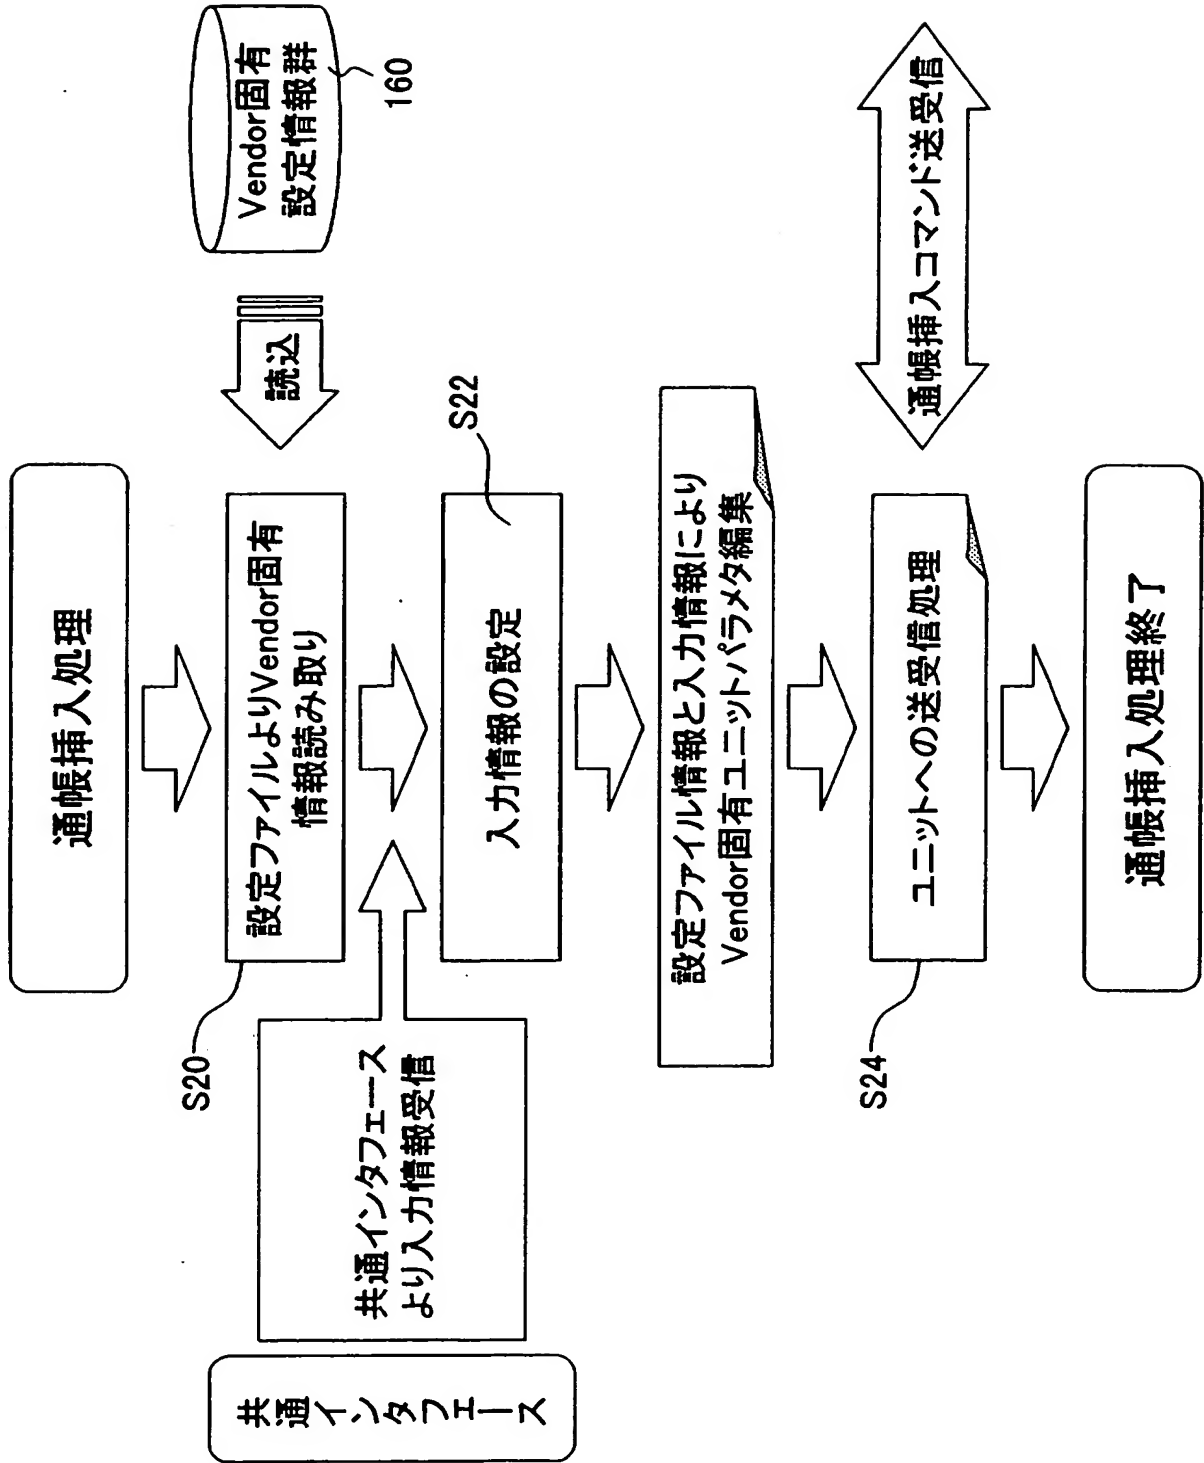 通帳挿入処理
設定ファイルよりVendor固有
情報読み取り
S20
読込
Vendor固有
設定情報群
160
共通インタフェース
共通インタフェース
より入力情報受信
入力情報の設定
S22
設定ファイル情報と入力情報により
Vendor固有ユニットパラメタ編集
ユニットへの送受信処理
S24
通帳挿入コマンド送受信
通帳挿入処理終了